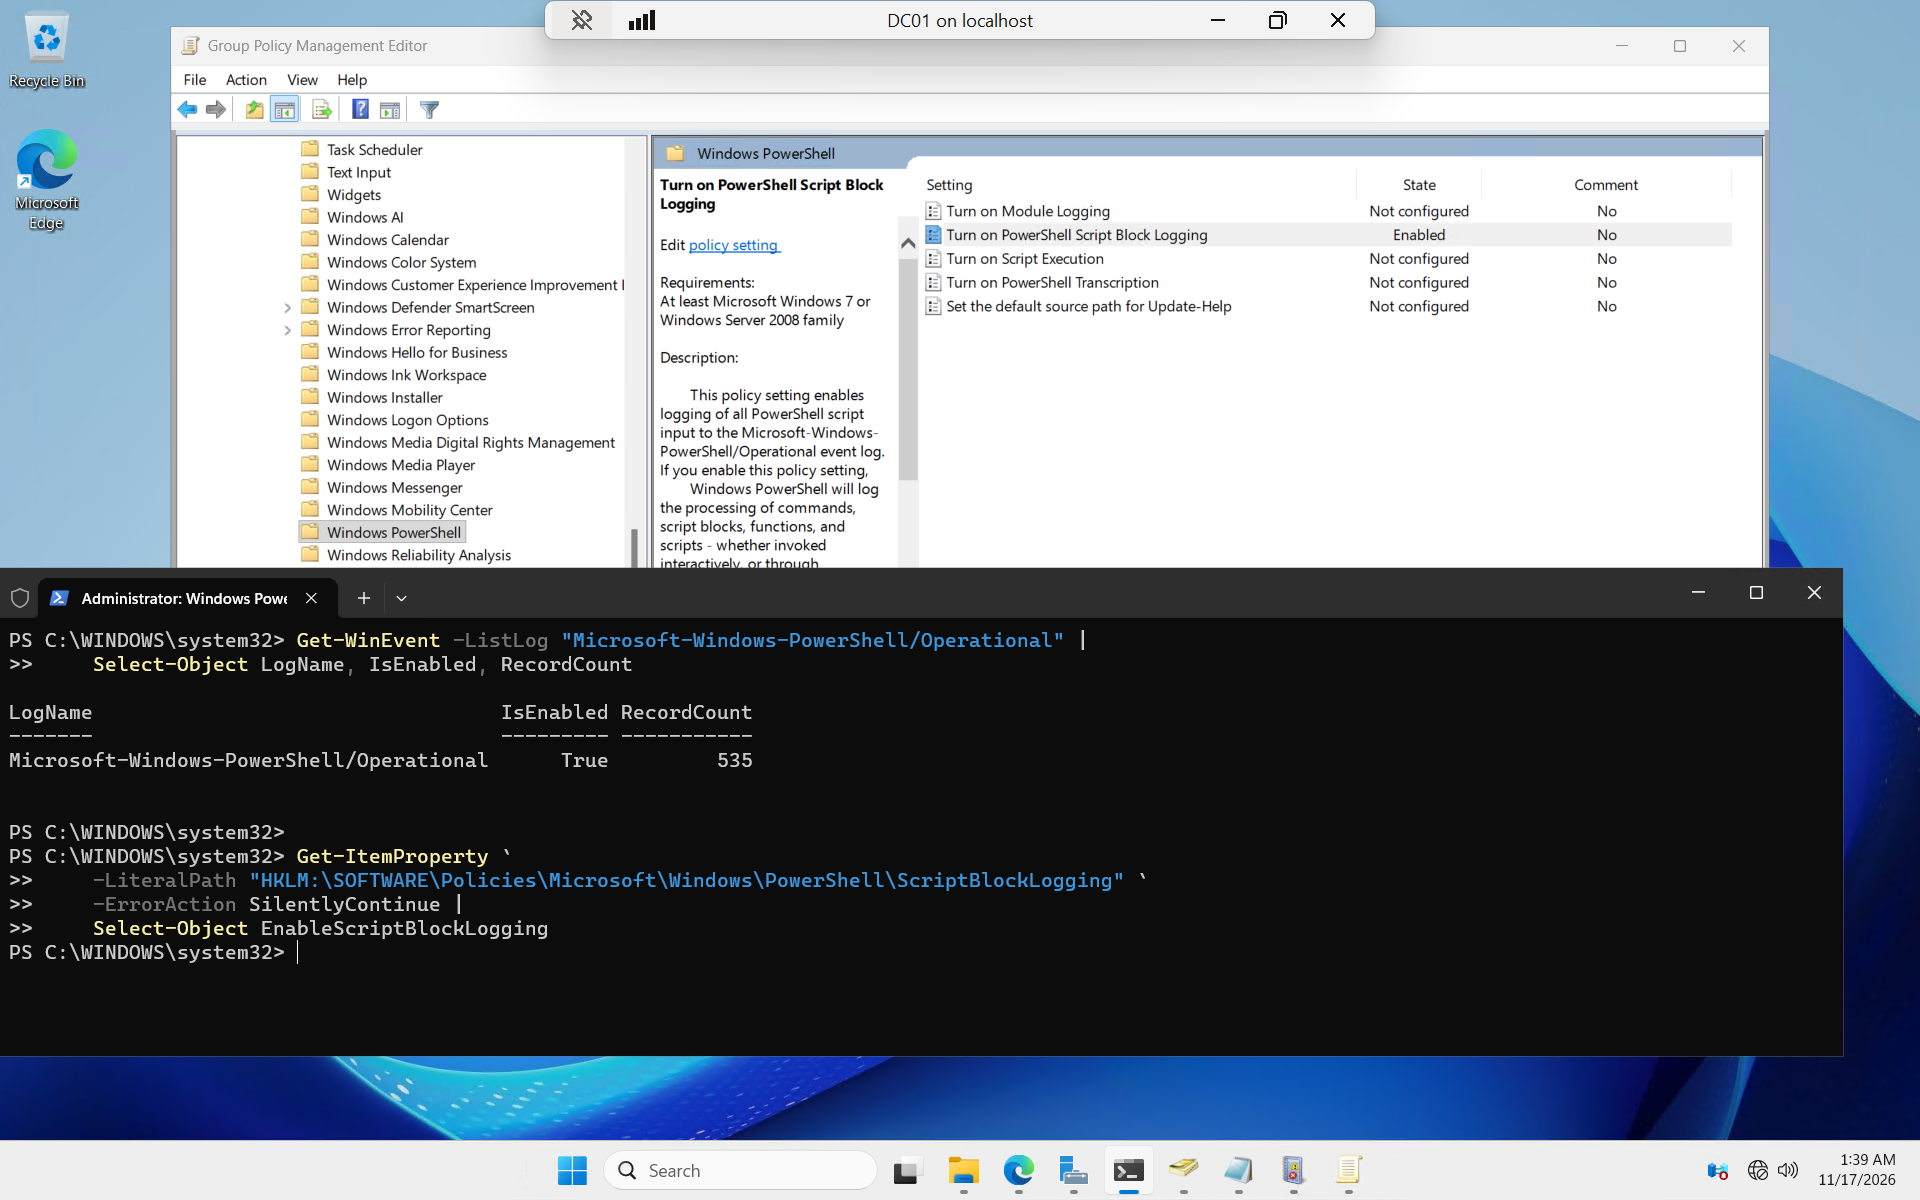 DC01 on localhost
Recycle Bin
Microsoft Edge
Group Policy Management Editor
File Action View Help
Task Scheduler
Text Input
Widgets
Windows AI
Windows Calendar
Windows Color System
Windows Customer Experience Improvement
Windows Defender SmartScreen
Windows Error Reporting
Windows Hello for Business
Windows Ink Workspace
Windows Installer
Windows Logon Options
Windows Media Digital Rights Management
Windows Media Player
Windows Messenger
Windows Mobility Center
Windows PowerShell
Windows Reliability Analysis
Windows PowerShell
Turn on PowerShell Script Block
Logging
Edit policy setting
Requirements:
At least Microsoft Windows 7 or
Windows Server 2008 family
Description:
This policy setting enables
logging of all PowerShell script
input to the Microsoft-Windows-
PowerShell/Operational event log.
If you enable this policy setting,
Windows PowerShell will log
the processing of commands,
script blocks, functions, and
scripts - whether invoked
interactively, or through
Setting State Comment
Turn on Module Logging Not configured No
Turn on PowerShell Script Block Logging Enabled No
Turn on Script Execution Not configured No
Turn on PowerShell Transcription Not configured No
Set the default source path for Update-Help Not configured No
Administrator: Windows Powe
PS C:\WINDOWS\system32> Get-WinEvent -ListLog "Microsoft-Windows-PowerShell/Operational" |
>>     Select-Object LogName, IsEnabled, RecordCount
LogName IsEnabled RecordCount
------- --------- -----------
Microsoft-Windows-PowerShell/Operational True 535
PS C:\WINDOWS\system32>
PS C:\WINDOWS\system32> Get-ItemProperty `
>>     -LiteralPath "HKLM:\SOFTWARE\Policies\Microsoft\Windows\PowerShell\ScriptBlockLogging" `
>>     -ErrorAction SilentlyContinue |
>>     Select-Object EnableScriptBlockLogging
PS C:\WINDOWS\system32>
Search
1:39 AM
11/17/2026